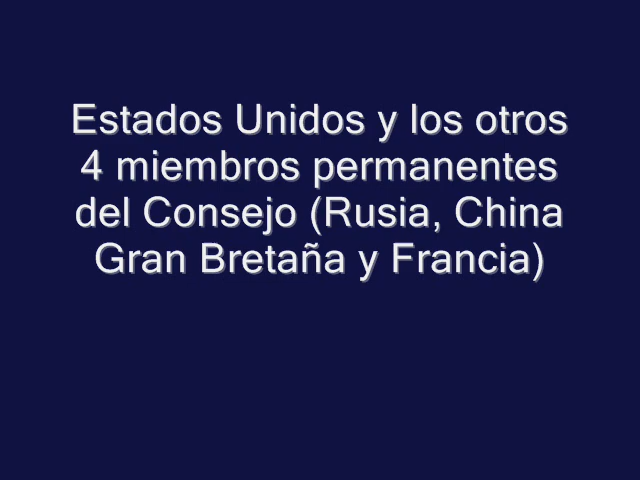 Estados Unidos y los otros
4 miembros permanentes
del Consejo (Rusia, China
Gran Bretaña y Francia)